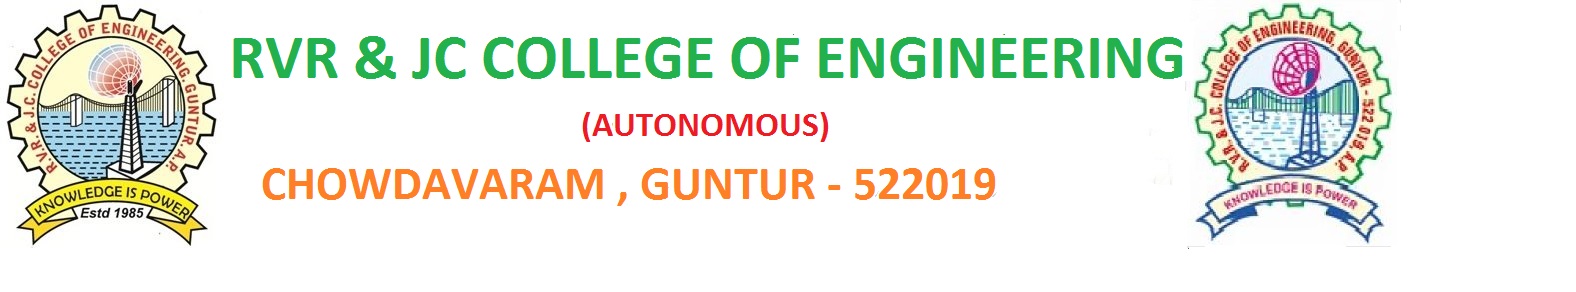 R.V.R. & J.C. COLLEGE OF ENGINEERING, GUNTUR. A.P.
KNOWLEDGE IS POWER
Estd 1985
RVR & JC COLLEGE OF ENGINEERING
(AUTONOMOUS)
CHOWDAVARAM , GUNTUR - 522019
R.V.R. & J.C. COLLEGE OF ENGINEERING, GUNTUR - 522 019, A.P.
KNOWLEDGE IS POWER